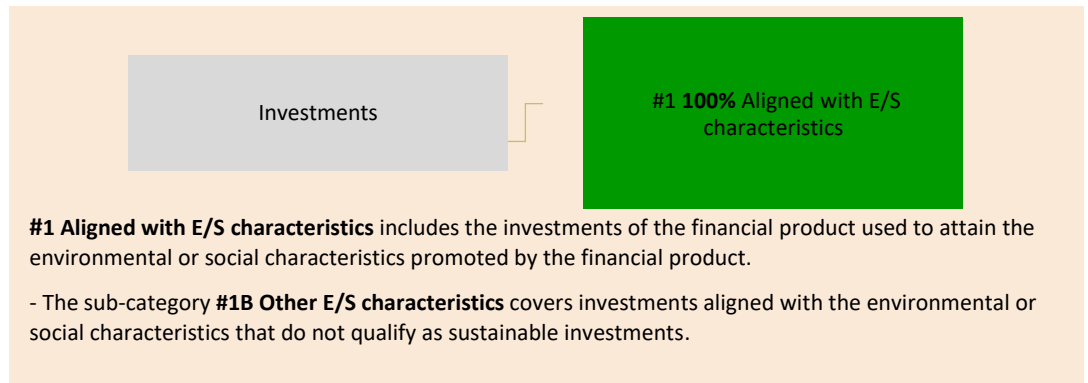 Investments
#1 100% Aligned with E/S
characteristics
#1 Aligned with E/S characteristics includes the investments of the financial product used to attain the
environmental or social characteristics promoted by the financial product.
- The sub-category #1B Other E/S characteristics covers investments aligned with the environmental or
social characteristics that do not qualify as sustainable investments.